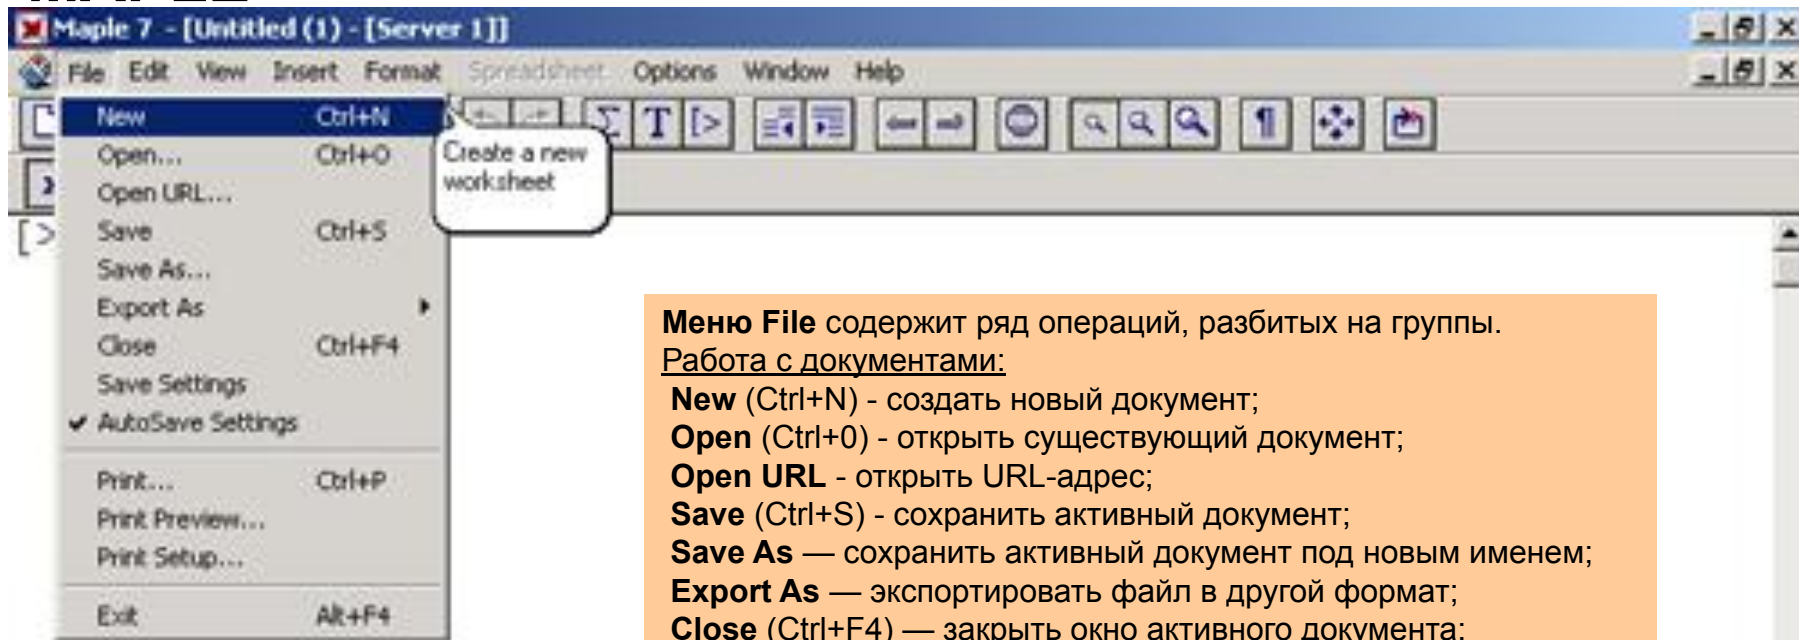 Maple 7 - [Untitled (1) - [Server 1]]
File Edit View Insert Format Spreadsheet Options Window Help
New Ctrl+N
Open... Ctrl+O
Open URL...
Save Ctrl+S
Save As...
Export As
Close Ctrl+F4
Save Settings
AutoSave Settings
Print... Ctrl+P
Print Preview...
Print Setup...
Exit Alt+F4
Create a new
worksheet
Меню File содержит ряд операций, разбитых на группы.
Работа с документами:
New (Ctrl+N) - создать новый документ;
Open (Ctrl+0) - открыть существующий документ;
Open URL - открыть URL-адрес;
Save (Ctrl+S) - сохранить активный документ;
Save As — сохранить активный документ под новым именем;
Export As — экспортировать файл в другой формат;
Close (Ctrl+F4) — закрыть окно активного документа;